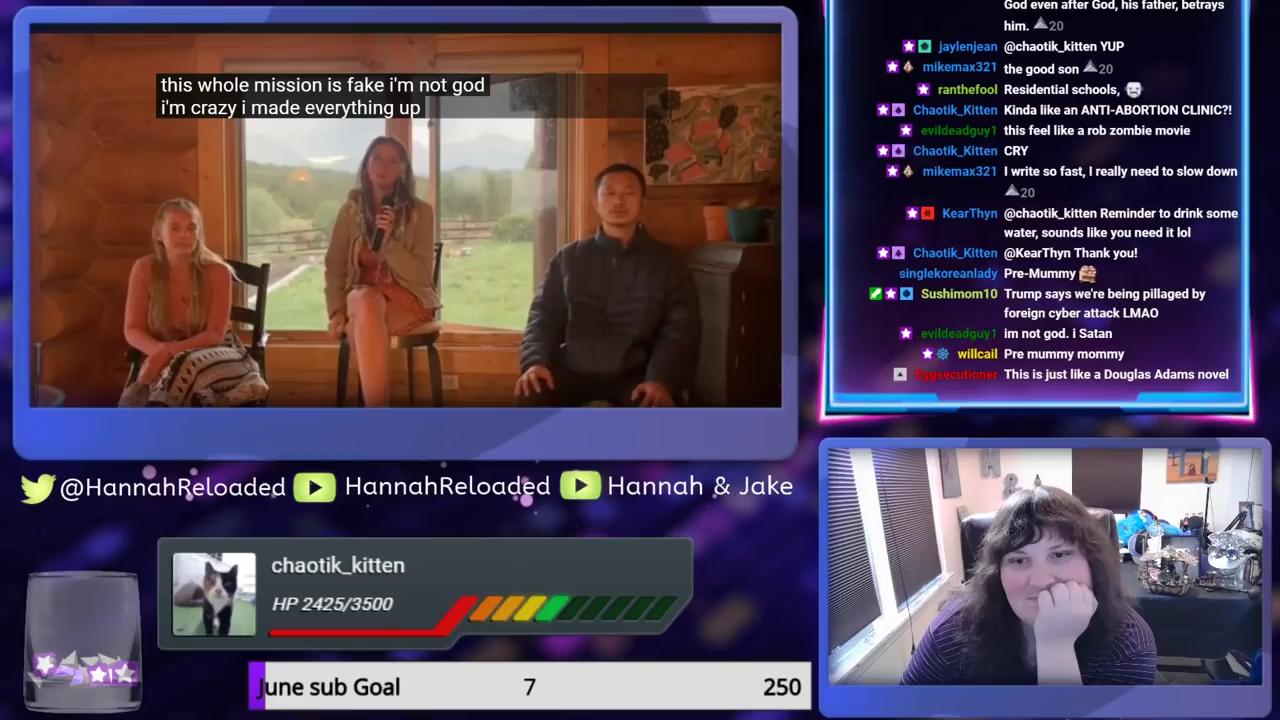 this whole mission is fake i'm not god
i'm crazy i made everything up
God even after God, his father, betrays
him. 20
jaylenjean @chaotik_kitten YUP
mikemax321 the good son 20
ranthefool Residential schools,
Chaotik_Kitten Kinda like an ANTI-ABORTION CLINIC?!
evildeadguy1 this feel like a rob zombie movie
Chaotik_Kitten CRY
mikemax321 I write so fast, I really need to slow down
20
KearThyn @chaotik_kitten Reminder to drink some
water, sounds like you need it lol
Chaotik_Kitten @KearThyn Thank you!
singlekoreanlady Pre-Mummy
Sushimom10 Trump says we're being pillaged by
foreign cyber attack LMAO
evildeadguy1 im not god. i Satan
willcail Pre mummy mommy
Eggsecutioner This is just like a Douglas Adams novel
@HannahReloaded HannahReloaded Hannah & Jake
chaotik_kitten
HP 2425/3500
June sub Goal 7 250